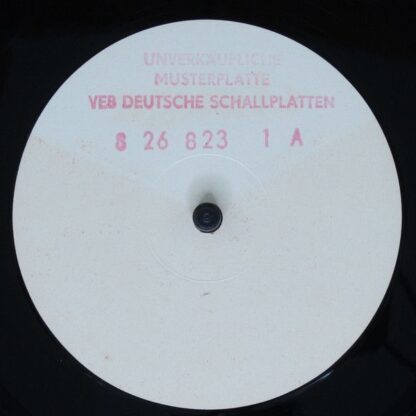 UNVERKÄUFLICHE
MUSTERPLATTE
VEB DEUTSCHE SCHALLPLATTEN
8 26 823 1 A